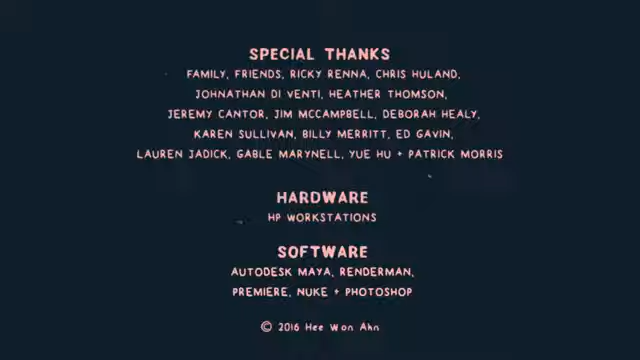 SPECIAL THANKS
FAMILY, FRIENDS, RICKY RENNA, CHRIS HULAND,
JOHNATHAN DI VENTI, HEATHER THOMSON,
JEREMY CANTOR, JIM MCCAMPBELL, DEBORAH HEALY,
KAREN SULLIVAN, BILLY MERRITT, ED GAVIN,
LAUREN JADICK, GABLE MARYNELL, YUE HU + PATRICK MORRIS
HARDWARE
HP WORKSTATIONS
SOFTWARE
AUTODESK MAYA, RENDERMAN,
PREMIERE, NUKE + PHOTOSHOP
© 2016 Hee Won Ahn